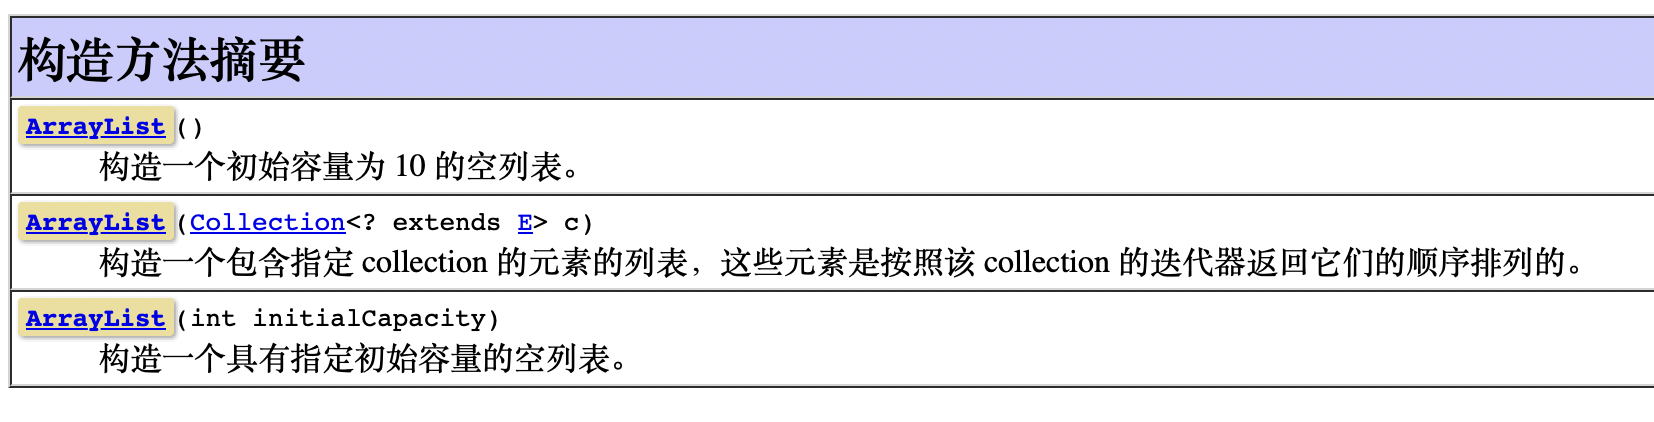 构造方法摘要
ArrayList()
构造一个初始容量为 10 的空列表。
ArrayList(Collection<? extends E> c)
构造一个包含指定 collection 的元素的列表，这些元素是按照该 collection 的迭代器返回它们的顺序排列的。
ArrayList(int initialCapacity)
构造一个具有指定初始容量的空列表。